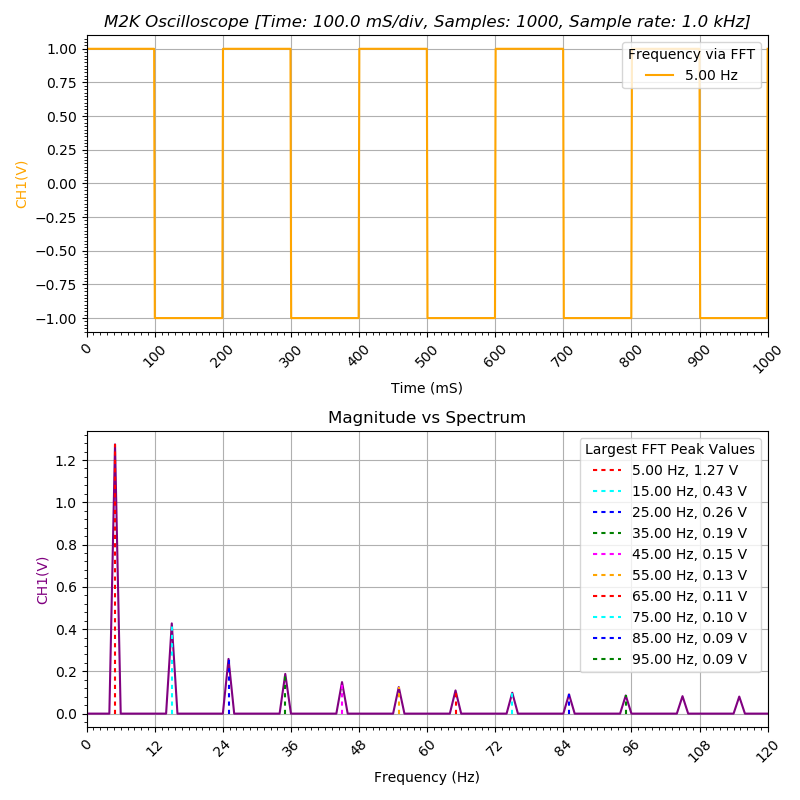 M2K Oscilloscope [Time: 100.0 mS/div, Samples: 1000, Sample rate: 1.0 kHz]
Frequency via FFT
5.00 Hz
1.00
0.75
0.50
0.25
0.00
−0.25
−0.50
−0.75
−1.00
CH1(V)
0 100 200 300 400 500 600 700 800 900 1000
Time (mS)
Magnitude vs Spectrum
Largest FFT Peak Values
5.00 Hz, 1.27 V
15.00 Hz, 0.43 V
25.00 Hz, 0.26 V
35.00 Hz, 0.19 V
45.00 Hz, 0.15 V
55.00 Hz, 0.13 V
65.00 Hz, 0.11 V
75.00 Hz, 0.10 V
85.00 Hz, 0.09 V
95.00 Hz, 0.09 V
1.2
1.0
0.8
0.6
0.4
0.2
0.0
CH1(V)
0 12 24 36 48 60 72 84 96 108 120
Frequency (Hz)